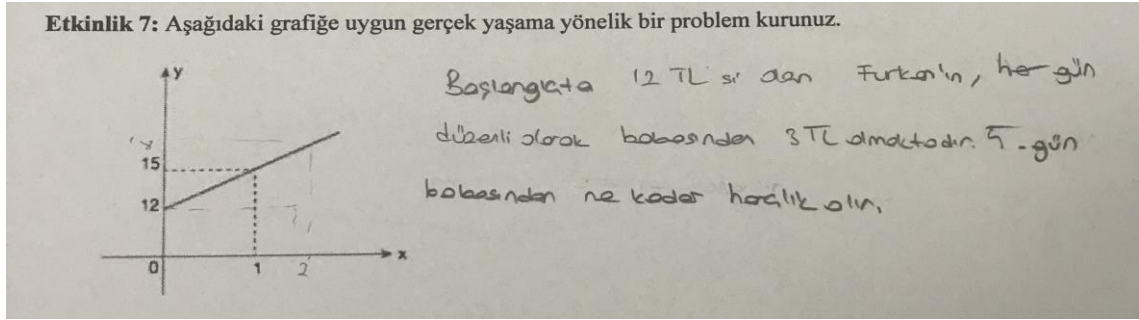 Etkinlik 7: Aşağıdaki grafiğe uygun gerçek yaşama yönelik bir problem kurunuz.
y
Başlangıçta 12 TL si olan Furkan'ın, her gün
düzenli olarak babasından 3 TL almaktadır. 5. gün
babasından ne kadar harçlık alır.
18
15
12
0 1 2 x